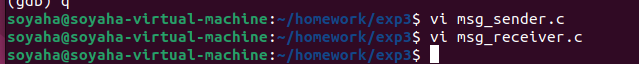 (gdb) q
soyaha@soyaha-virtual-machine:~/homework/exp3$ vi msg_sender.c
soyaha@soyaha-virtual-machine:~/homework/exp3$ vi msg_receiver.c
soyaha@soyaha-virtual-machine:~/homework/exp3$